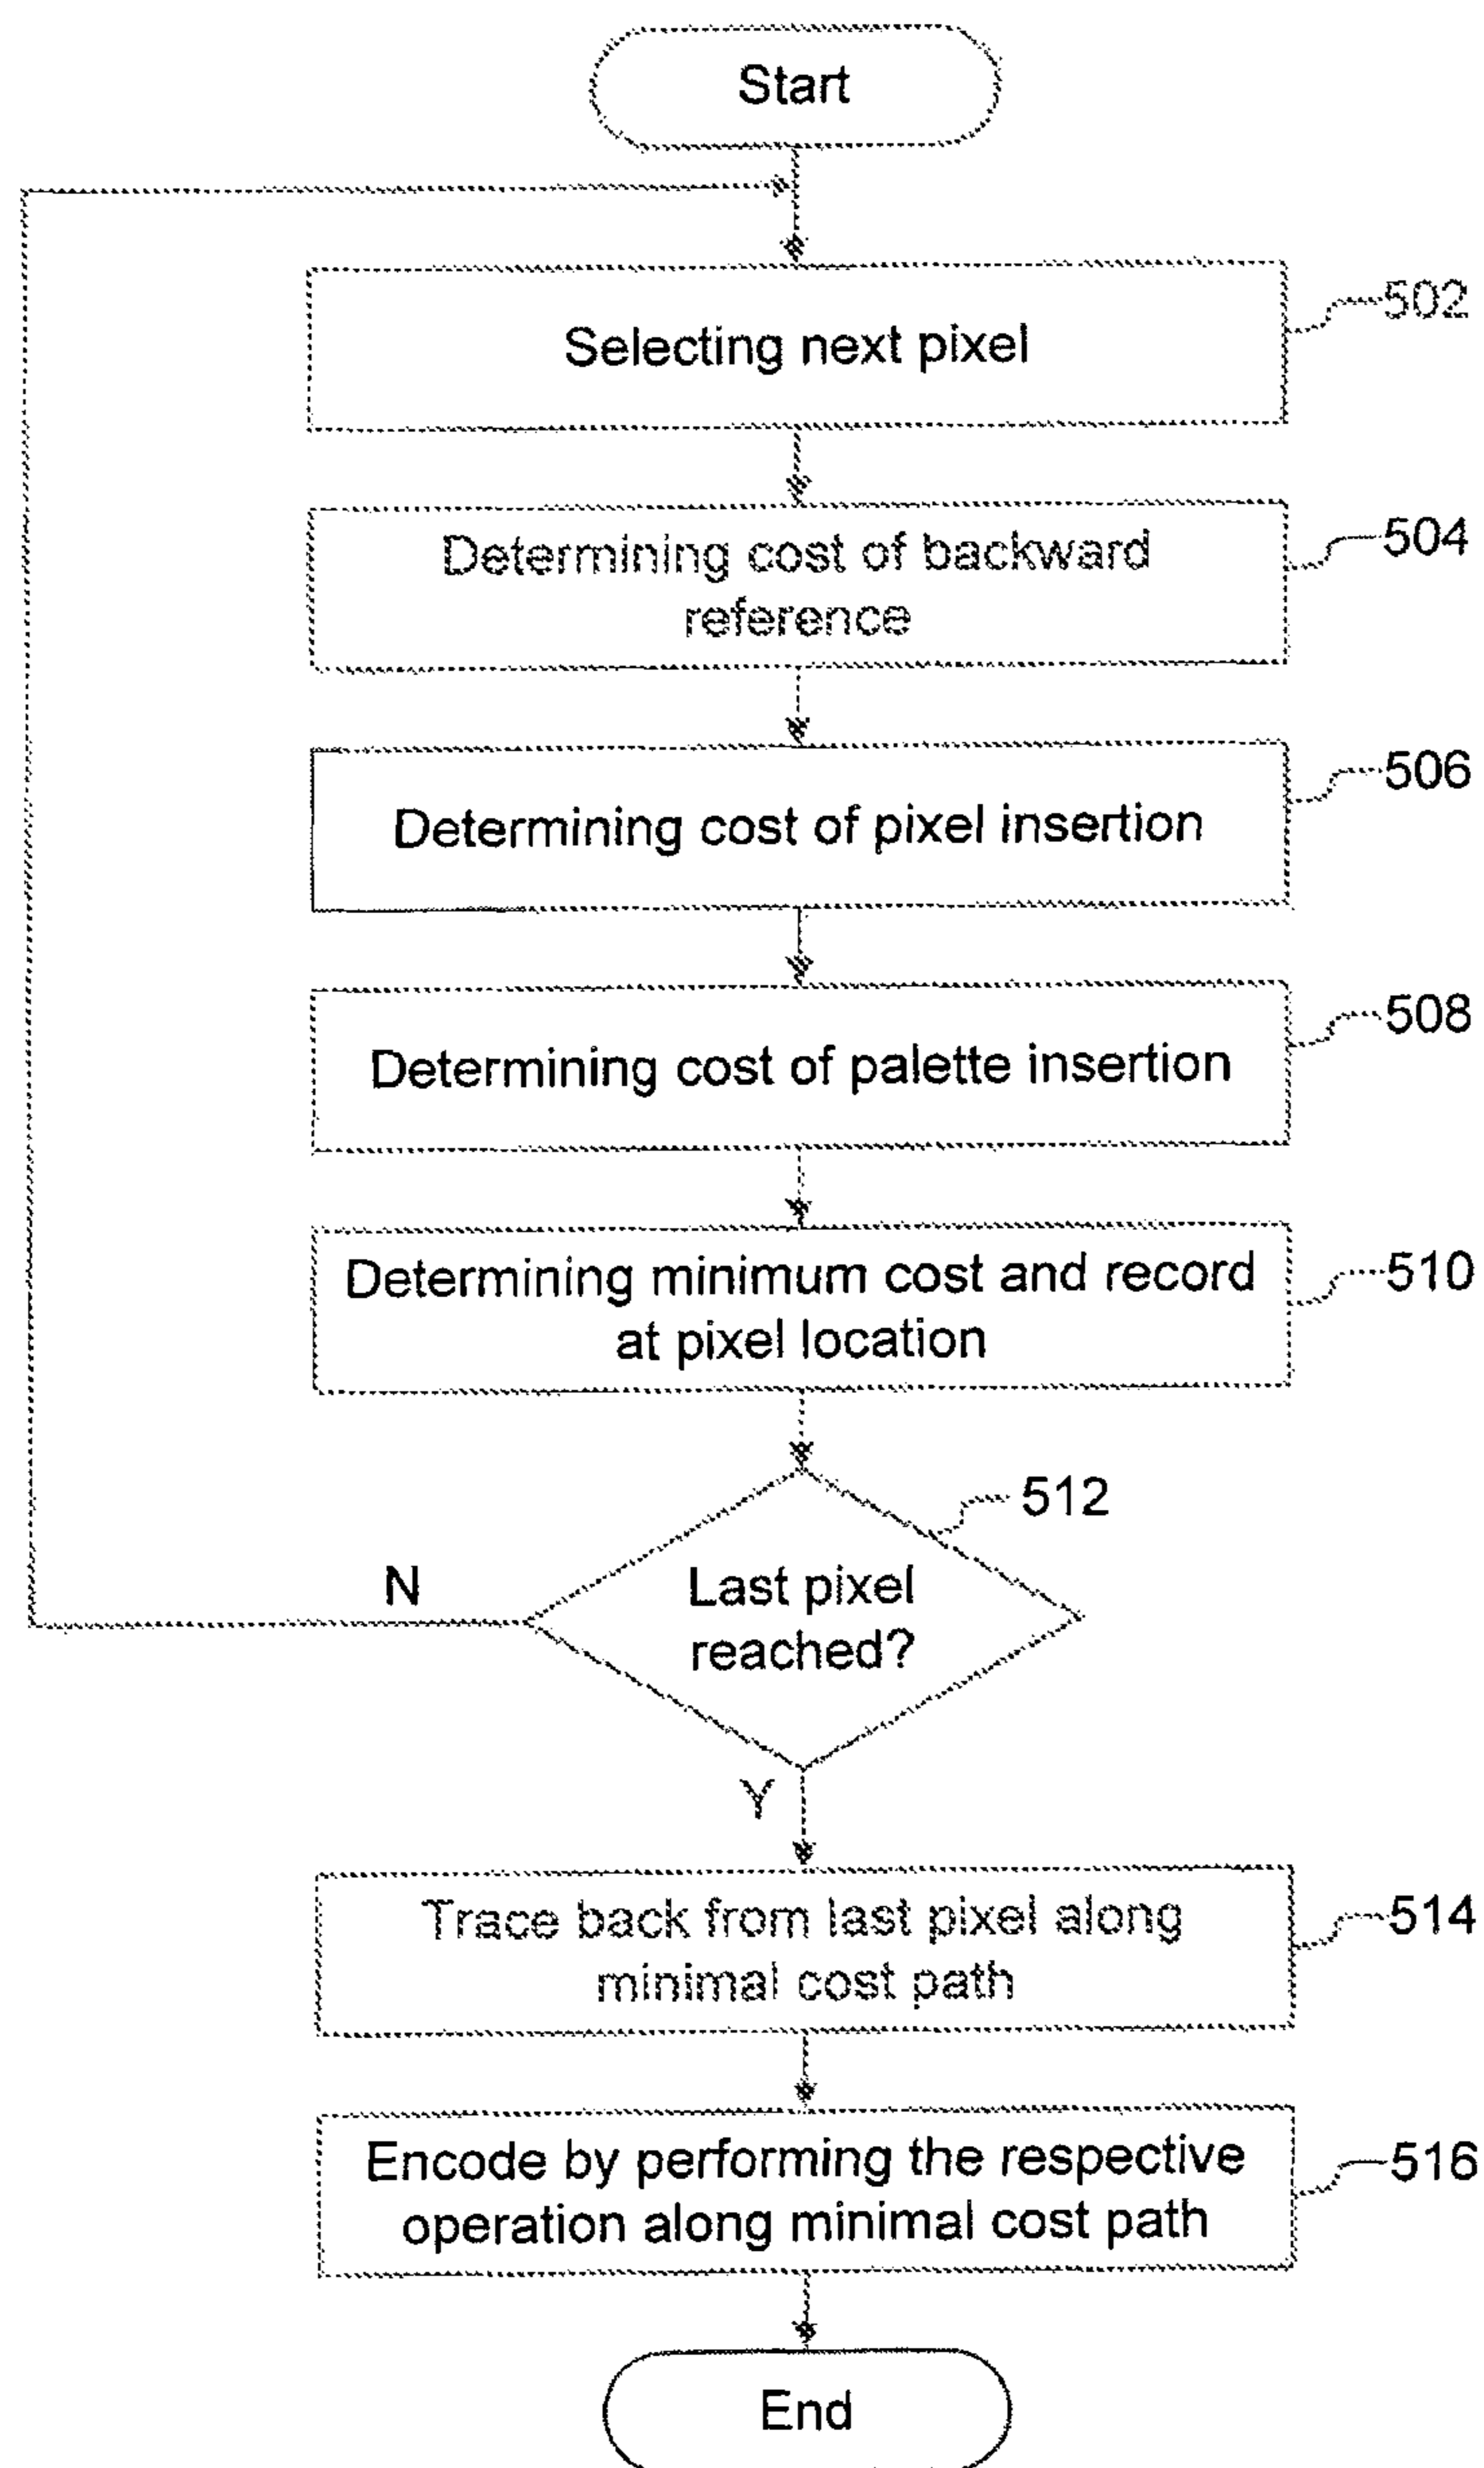 Start
Selecting next pixel
502
Determining cost of backward
reference
504
Determining cost of pixel insertion
506
Determining cost of palette insertion
508
Determining minimum cost and record
at pixel location
510
512
Last pixel
reached?
N
Y
Trace back from last pixel along
minimal cost path
514
Encode by performing the respective
operation along minimal cost path
516
End